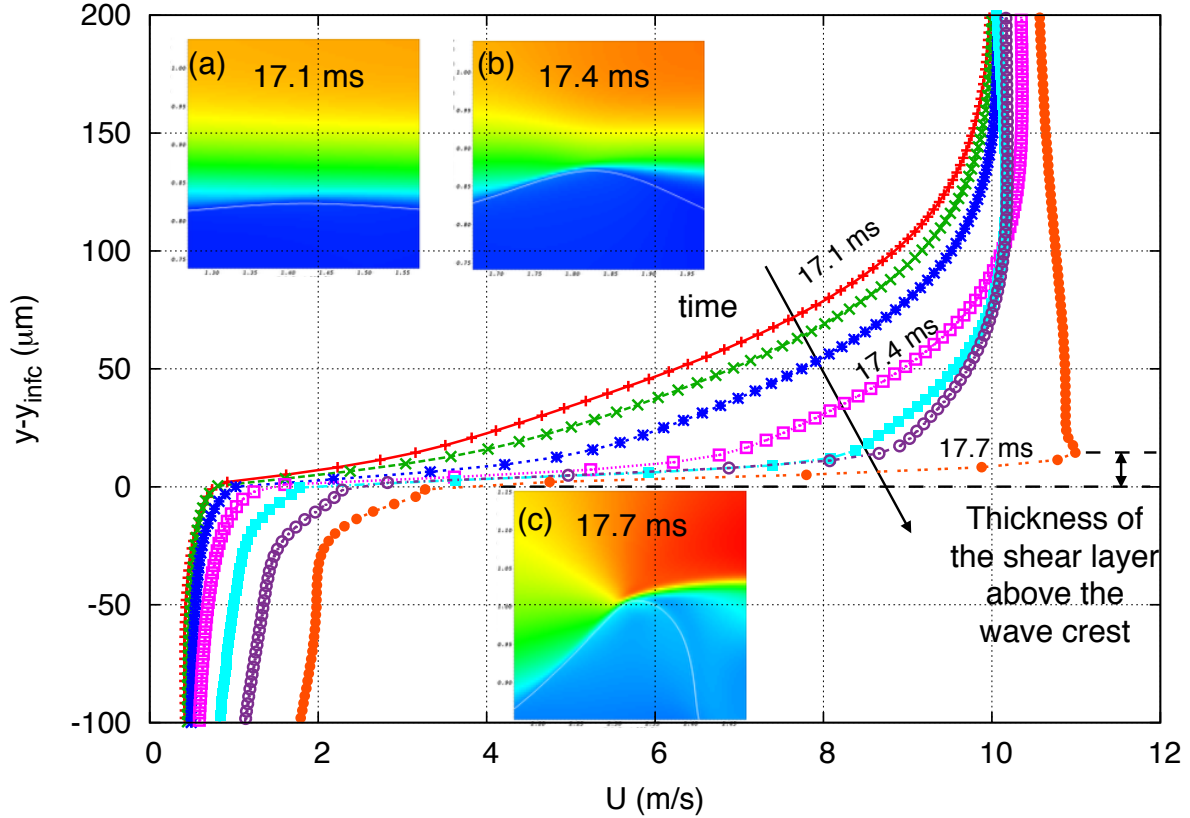 200
150
100
50
0
-50
-100
y-y_infc (μm)
(a) 17.1 ms
(b) 17.4 ms
time
17.1 ms
17.4 ms
17.7 ms
(c) 17.7 ms
Thickness of
the shear layer
above the
wave crest
0 2 4 6 8 10 12
U (m/s)